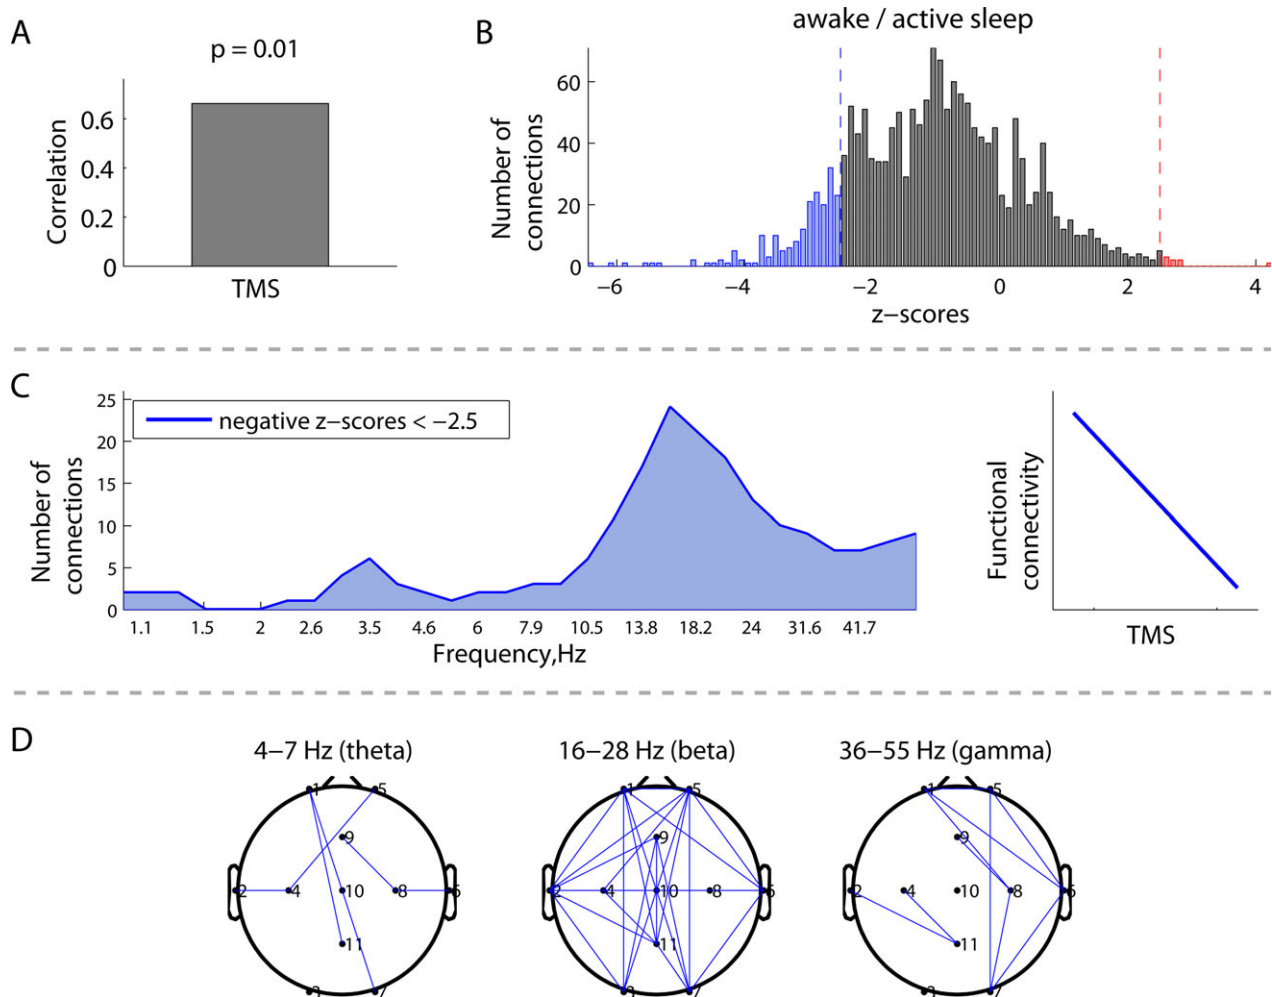 A
p = 0.01
Correlation
0.6
0.4
0.2
0
TMS
B
awake / active sleep
Number of
connections
60
40
20
0
−6 −4 −2 0 2 4
z−scores
C
Number of
connections
25
20
15
10
5
0
negative z−scores < −2.5
1.1 1.5 2 2.6 3.5 4.6 6 7.9 10.5 13.8 18.2 24 31.6 41.7
Frequency,Hz
Functional
connectivity
TMS
D
4−7 Hz (theta)
1 5
9
2 4 10 8 6
11
3 7
16−28 Hz (beta)
1 5
9
2 4 10 8 6
11
3 7
36−55 Hz (gamma)
1 5
9
2 4 10 8 6
11
3 7